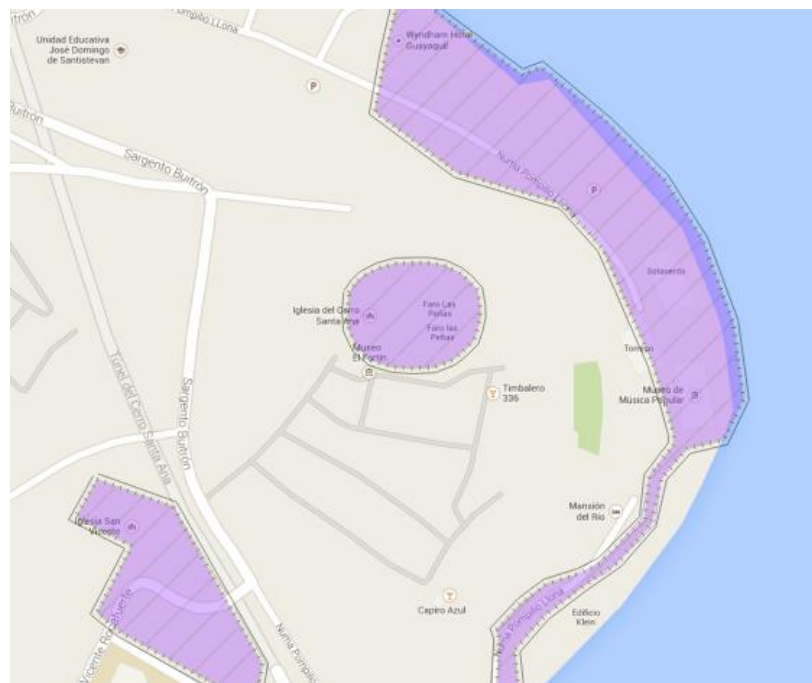 Pompilio LLona
Wyndham Hotel
Guayaquil
Unidad Educativa
José Domingo
de Santistevan
P
Buitrón
Sargento Buitrón
Numa Pompilio Llona
P
Sotavento
Iglesia del Cerro
Santa Ana
Faro Las
Peñas
Faro las
Peñas
Museo
El Fortín
Túnel del Cerro Santa Ana
Sargento Buitrón
Timbalero
336
Museo de
Música Popular
Iglesia San
Vicente
Mansión
del Río
Capiro Azul
Numa Pompilio Llona
Edificio
Klein
Vicente Rocafuerte
Numa Pompilio